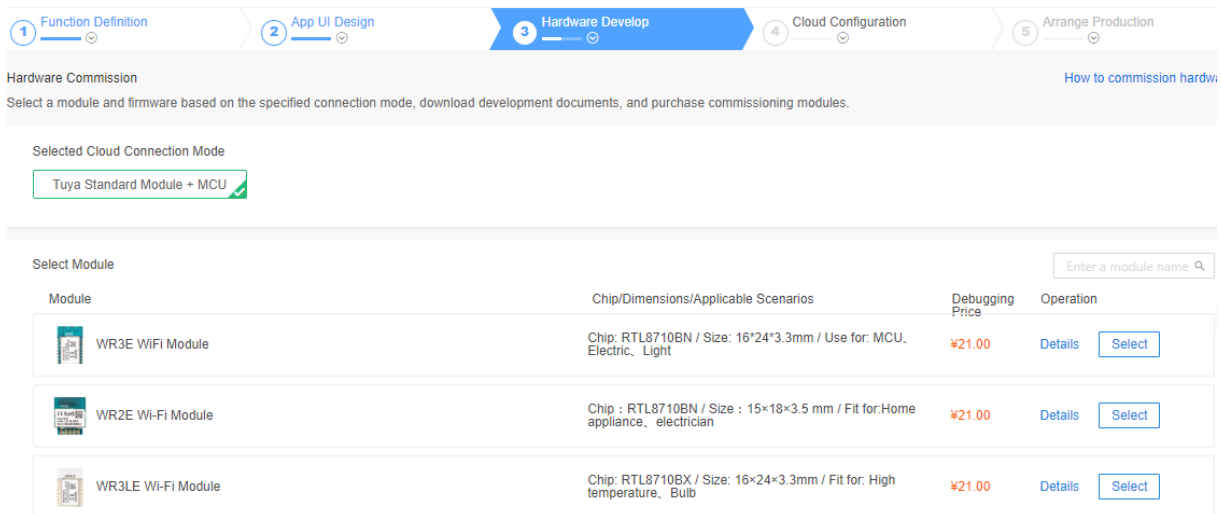 1 Function Definition
2 App UI Design
3 Hardware Develop
4 Cloud Configuration
5 Arrange Production
Hardware Commission
How to commission hardwa
Select a module and firmware based on the specified connection mode, download development documents, and purchase commissioning modules.
Selected Cloud Connection Mode
Tuya Standard Module + MCU
Select Module
Enter a module name
Module
Chip/Dimensions/Applicable Scenarios
Debugging
Price
Operation
WR3E WiFi Module
Chip: RTL8710BN / Size: 16*24*3.3mm / Use for: MCU、
Electric、Light
¥21.00
Details
Select
WR2E Wi-Fi Module
Chip：RTL8710BN / Size：15×18×3.5 mm / Fit for:Home
appliance、electrician
¥21.00
Details
Select
WR3LE Wi-Fi Module
Chip: RTL8710BX / Size: 16×24×3.3mm / Fit for: High
temperature、Bulb
¥21.00
Details
Select